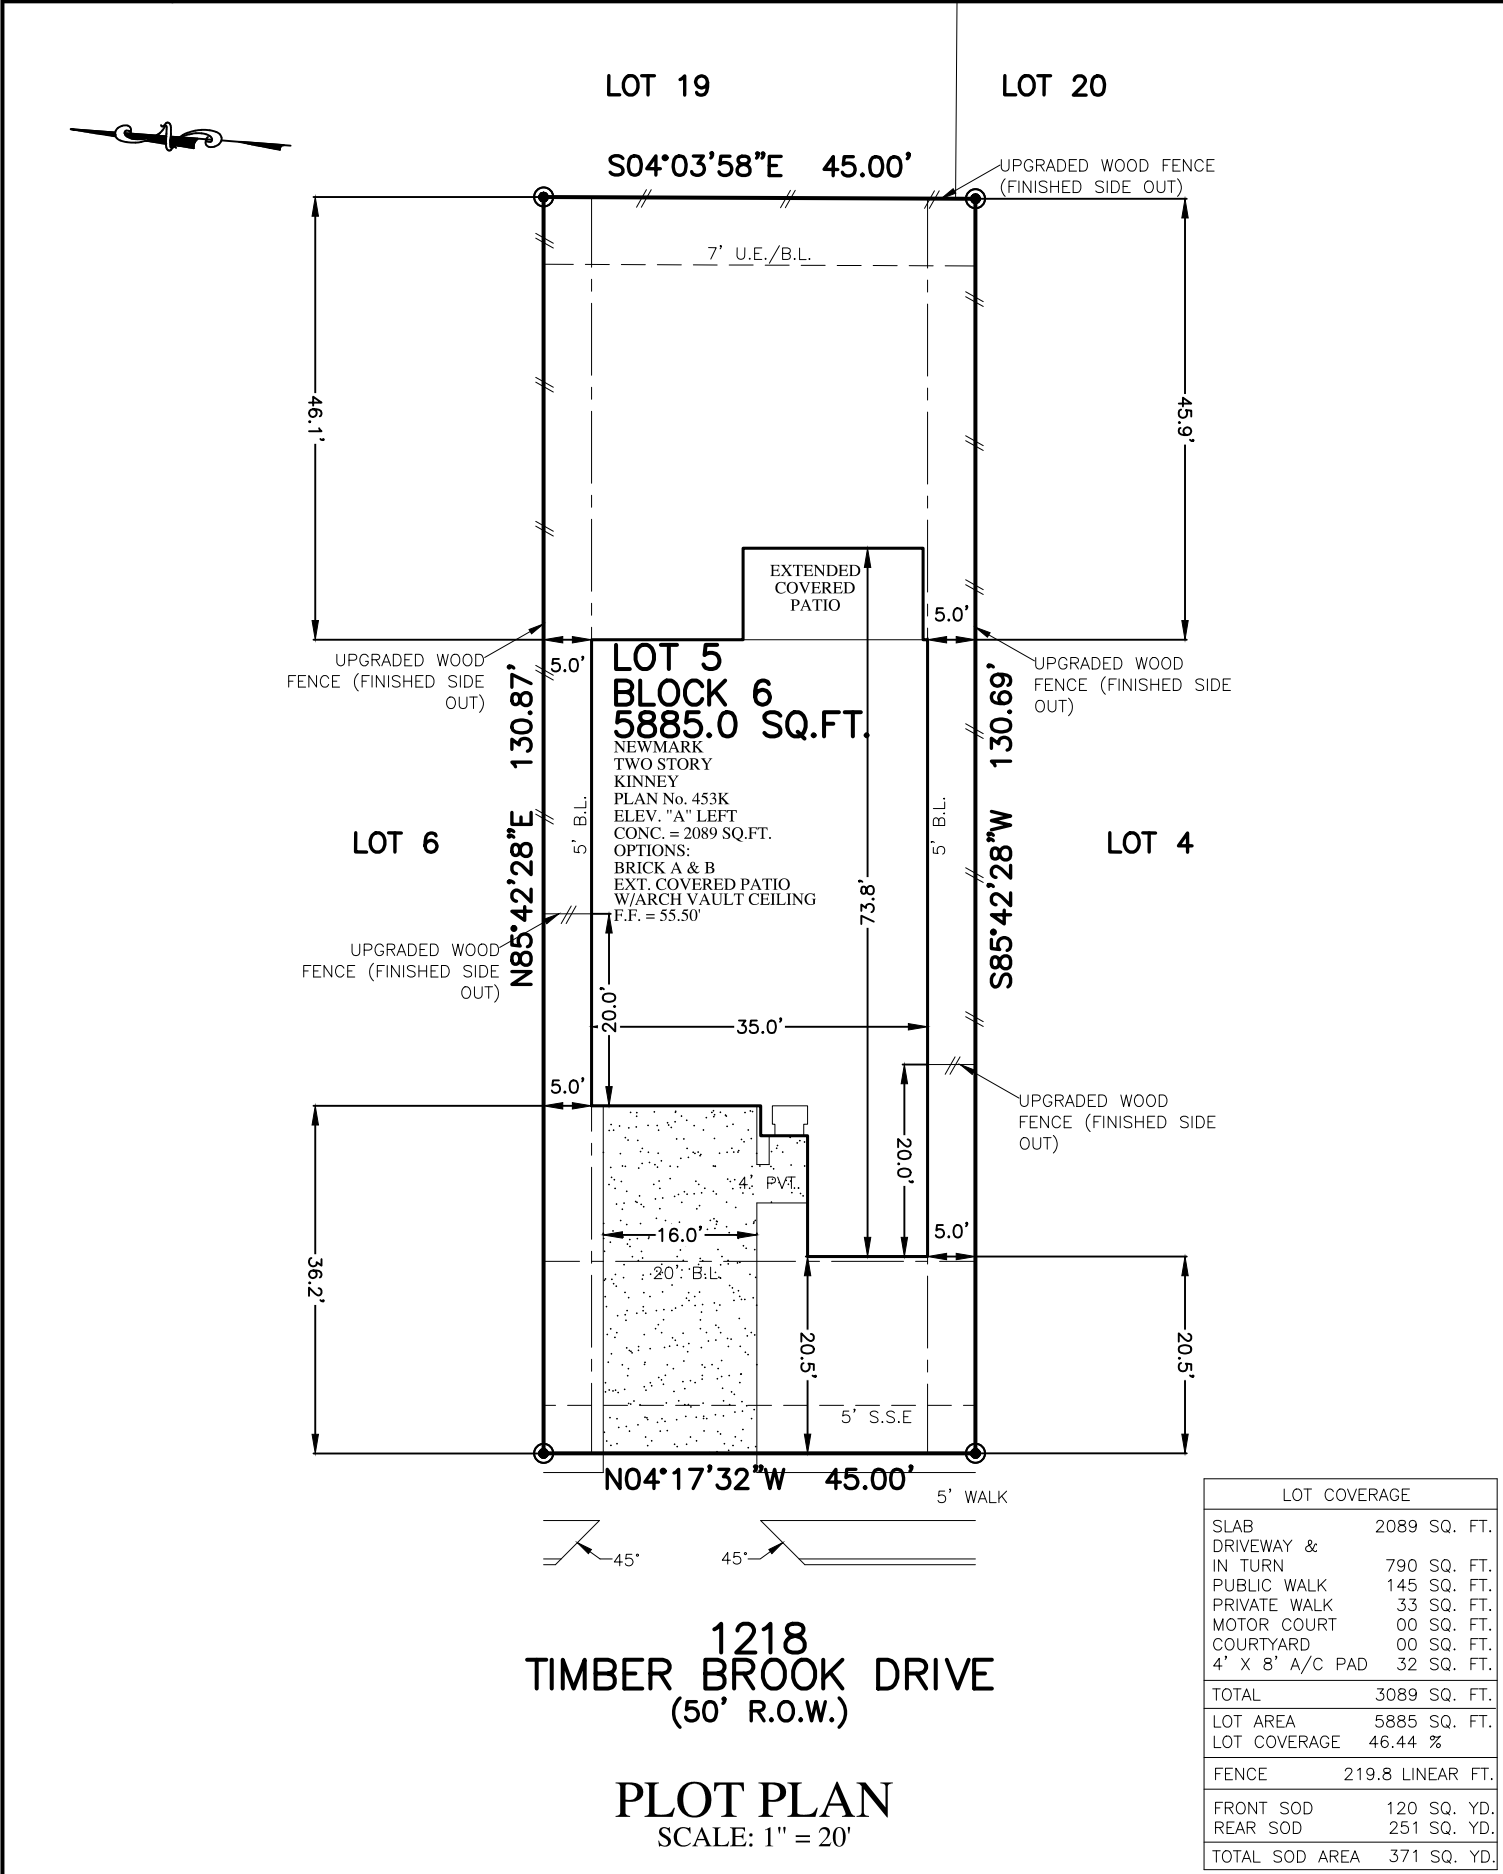 LOT 19
LOT 20
S04°03'58"E 45.00'
UPGRADED WOOD FENCE
(FINISHED SIDE OUT)
7' U.E./B.L.
46.1'
45.9'
EXTENDED
COVERED
PATIO
5.0'
5.0'
UPGRADED WOOD
FENCE (FINISHED SIDE
OUT)
UPGRADED WOOD
FENCE (FINISHED SIDE
OUT)
LOT 5
BLOCK 6
5885.0 SQ.FT.
NEWMARK
TWO STORY
KINNEY
PLAN No. 453K
ELEV. "A" LEFT
CONC. = 2089 SQ.FT.
OPTIONS:
BRICK A & B
EXT. COVERED PATIO
W/ARCH VAULT CEILING
F.F. = 55.50'
N85°42'28"E 130.87'
S85°42'28"W 130.69'
5' B.L.
5' B.L.
LOT 6
LOT 4
73.8'
UPGRADED WOOD
FENCE (FINISHED SIDE
OUT)
20.0'
35.0'
5.0'
UPGRADED WOOD
FENCE (FINISHED SIDE
OUT)
20.0'
4' PVT.
16.0'
5.0'
20' B.L.
36.2'
20.5'
20.5'
5' S.S.E
N04°17'32"W 45.00'
5' WALK
45°
45°
1218
TIMBER BROOK DRIVE
(50' R.O.W.)
PLOT PLAN
SCALE: 1" = 20'
LOT COVERAGE
SLAB 2089 SQ. FT.
DRIVEWAY &
IN TURN 790 SQ. FT.
PUBLIC WALK 145 SQ. FT.
PRIVATE WALK 33 SQ. FT.
MOTOR COURT 00 SQ. FT.
COURTYARD 00 SQ. FT.
4' X 8' A/C PAD 32 SQ. FT.
TOTAL 3089 SQ. FT.
LOT AREA 5885 SQ. FT.
LOT COVERAGE 46.44 %
FENCE 219.8 LINEAR FT.
FRONT SOD 120 SQ. YD.
REAR SOD 251 SQ. YD.
TOTAL SOD AREA 371 SQ. YD.